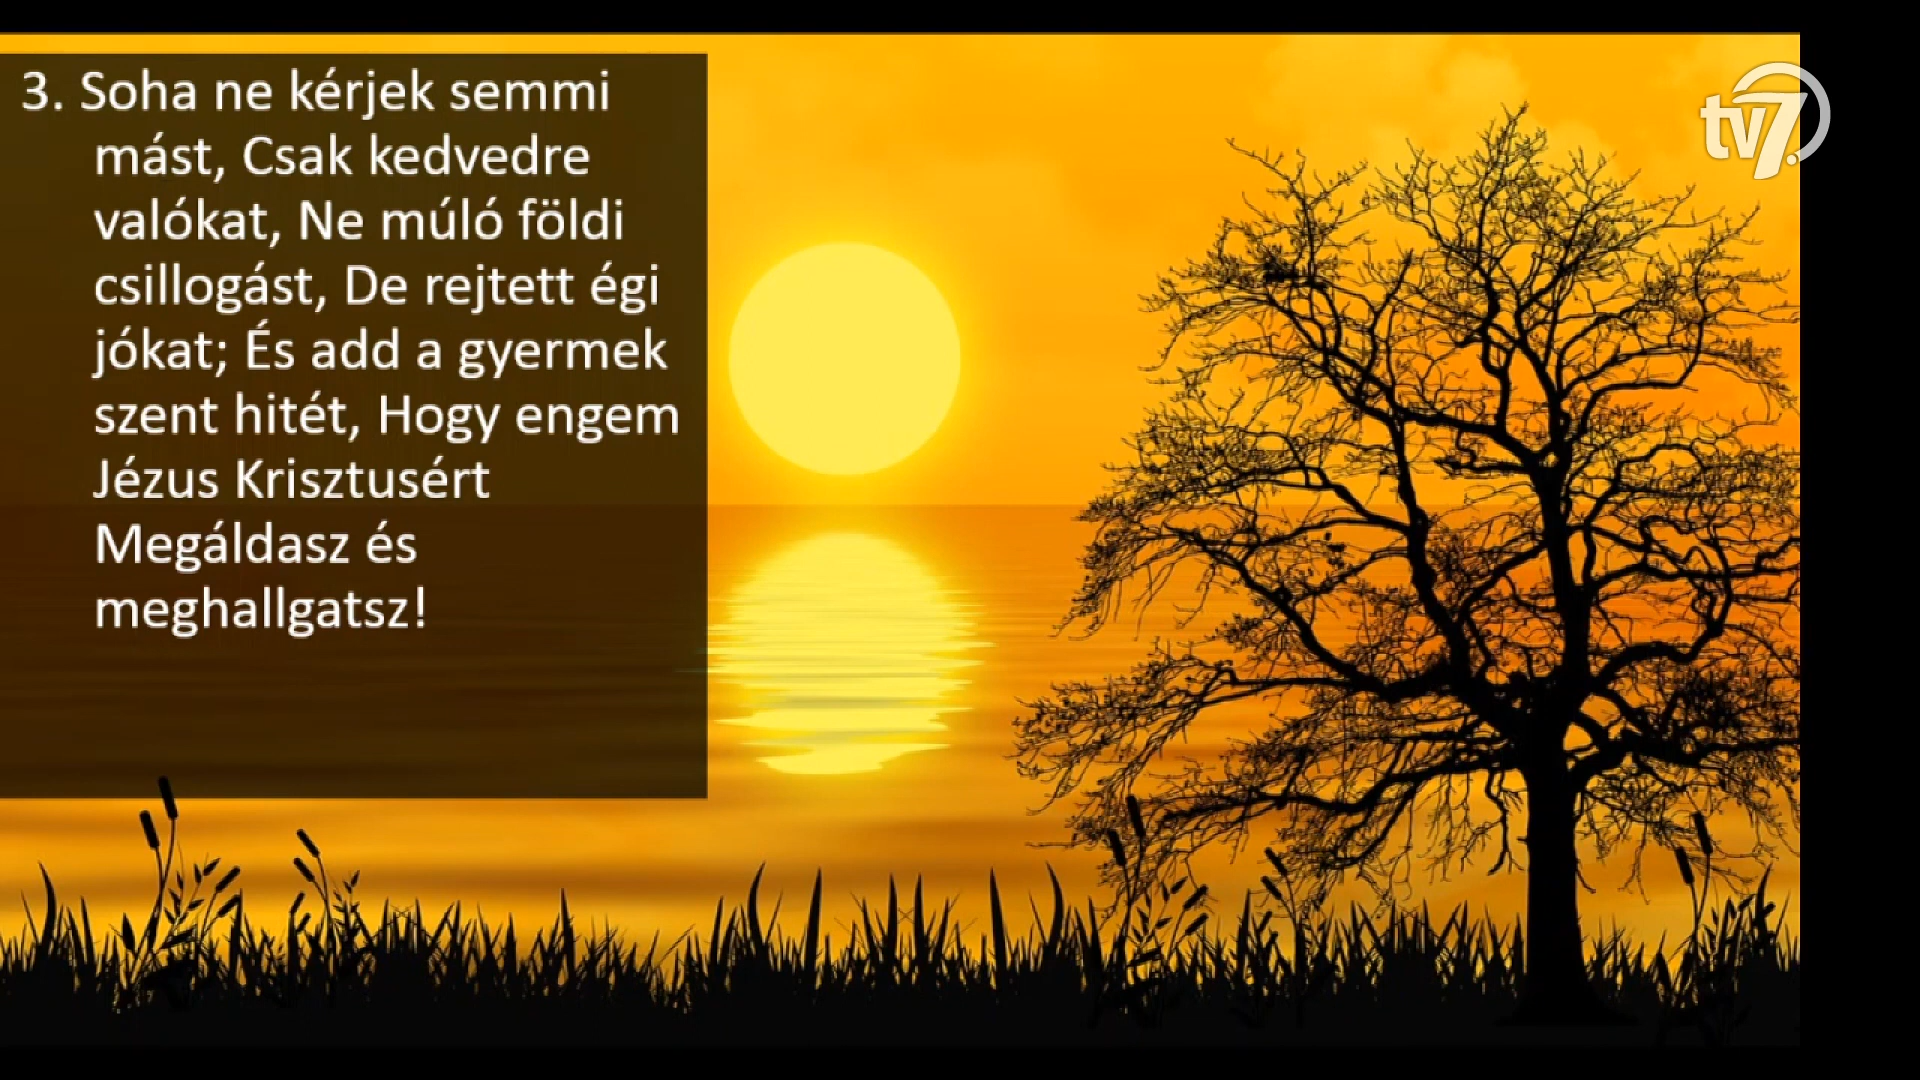 3. Soha ne kérjek semmi
mást, Csak kedvedre
valókat, Ne múló földi
csillogást, De rejtett égi
jókat; És add a gyermek
szent hitét, Hogy engem
Jézus Krisztusért
Megáldasz és
meghallgatsz!
tv7.